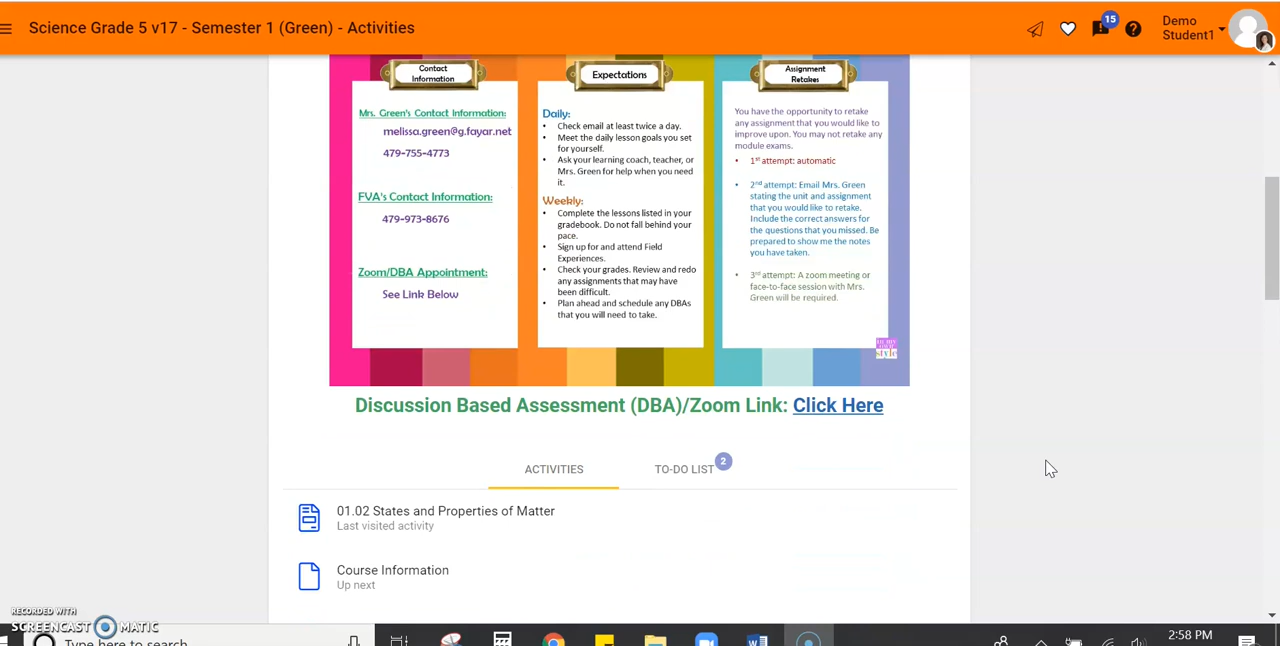 Science Grade 5 v17 - Semester 1 (Green) - Activities
15
Demo
Student1
Contact
Information
Mrs. Green's Contact Information:
melissa.green@g.fayar.net
479-755-4773
FVA's Contact Information:
479-973-8676
Zoom/DBA Appointment:
See Link Below
Expectations
Daily:
• Check email at least twice a day.
• Meet the daily lesson goals you set
for yourself.
• Ask your learning coach, teacher, or
Mrs. Green for help when you need
it.
Weekly:
• Complete the lessons listed in your
gradebook. Do not fall behind your
pace.
• Sign up for and attend Field
Experiences.
• Check your grades. Review and redo
any assignments that may have
been difficult.
• Plan ahead and schedule any DBAs
that you will need to take.
Assignment
Retakes
You have the opportunity to retake
any assignment that you would like to
improve upon. You may not retake any
module exams.
• 1st attempt: automatic
• 2nd attempt: Email Mrs. Green
stating the unit and assignment
that you would like to retake.
Include the correct answers for
the questions that you missed. Be
prepared to show me the notes
you have taken.
• 3rd attempt: A zoom meeting or
face-to-face session with Mrs.
Green will be required.
style
Discussion Based Assessment (DBA)/Zoom Link: Click Here
ACTIVITIES
TO-DO LIST
2
01.02 States and Properties of Matter
Last visited activity
Course Information
Up next
RECORDED WITH
SCREENCAST MATIC
Type here to search
2:58 PM